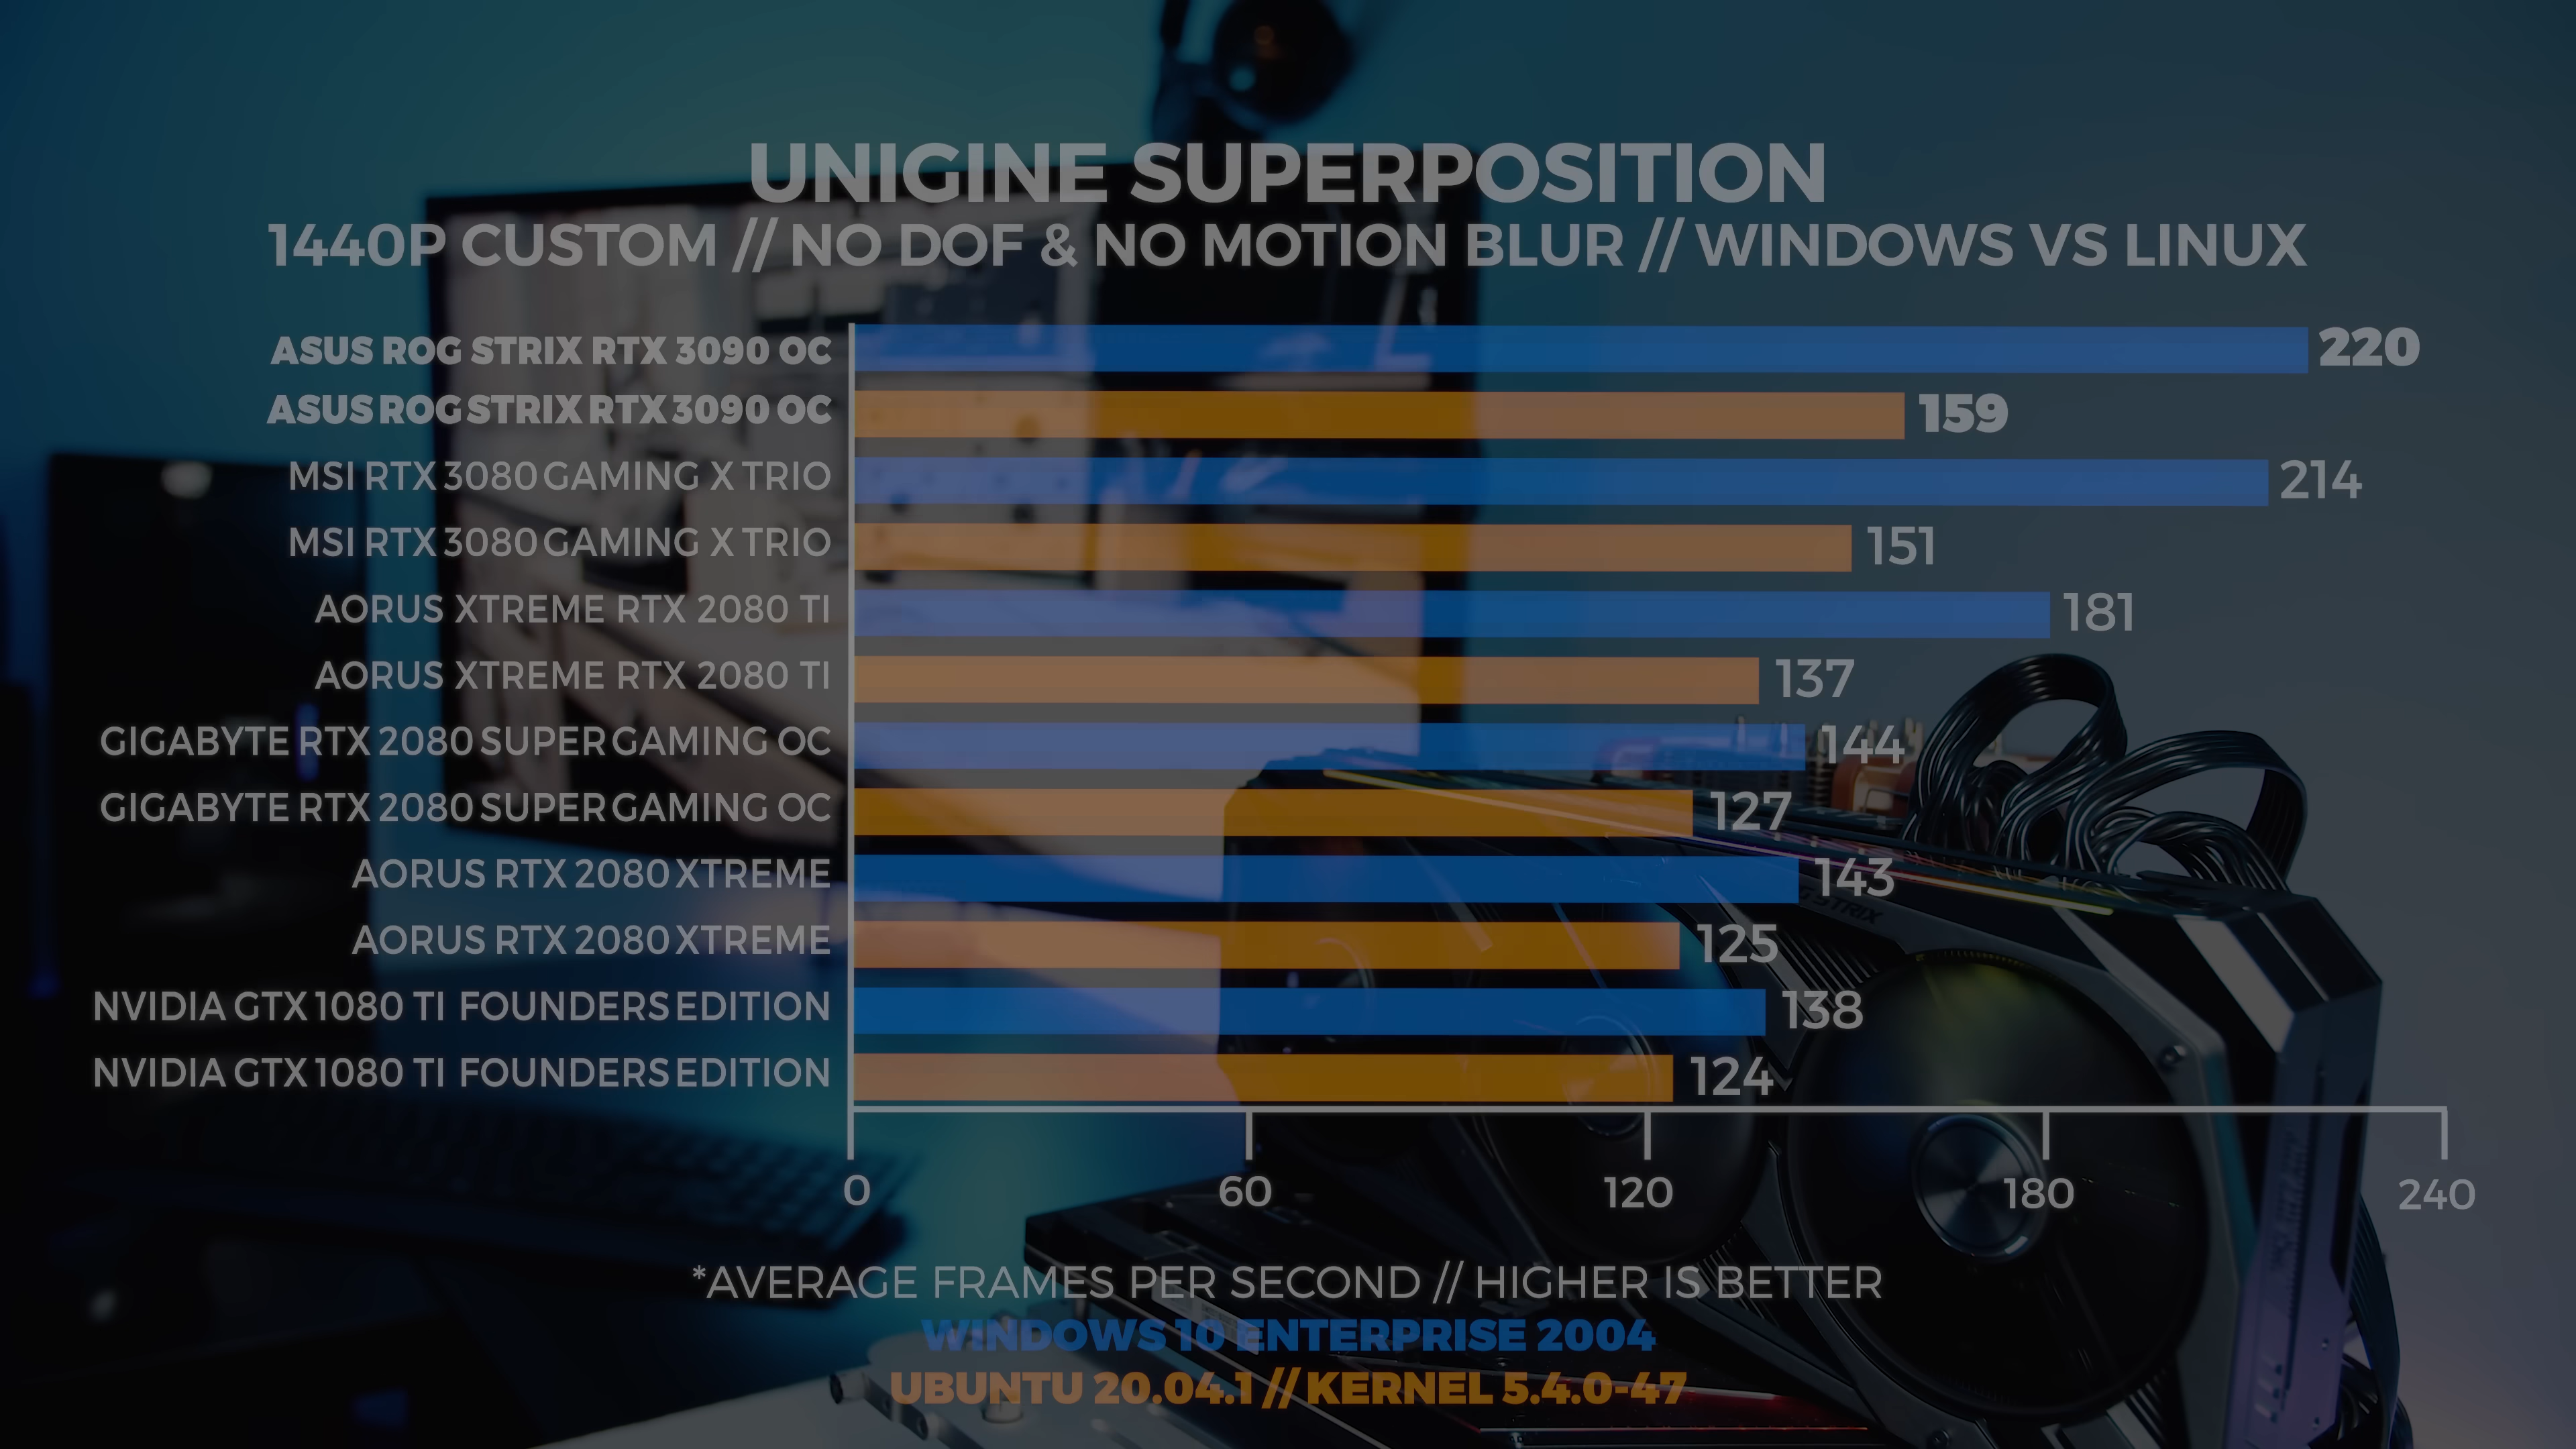 UNIGINE SUPERPOSITION
1440P CUSTOM // NO DOF & NO MOTION BLUR // WINDOWS VS LINUX
ASUS ROG STRIX RTX 3090 OC 220
ASUS ROG STRIX RTX 3090 OC 159
MSI RTX 3080 GAMING X TRIO 214
MSI RTX 3080 GAMING X TRIO 151
AORUS XTREME RTX 2080 TI 181
AORUS XTREME RTX 2080 TI 137
GIGABYTE RTX 2080 SUPER GAMING OC 144
GIGABYTE RTX 2080 SUPER GAMING OC 127
AORUS RTX 2080 XTREME 143
AORUS RTX 2080 XTREME 125
NVIDIA GTX 1080 TI FOUNDERS EDITION 138
NVIDIA GTX 1080 TI FOUNDERS EDITION 124
0 60 120 180 240
*AVERAGE FRAMES PER SECOND // HIGHER IS BETTER
WINDOWS 10 ENTERPRISE 2004
UBUNTU 20.04.1 // KERNEL 5.4.0-47
STRIX